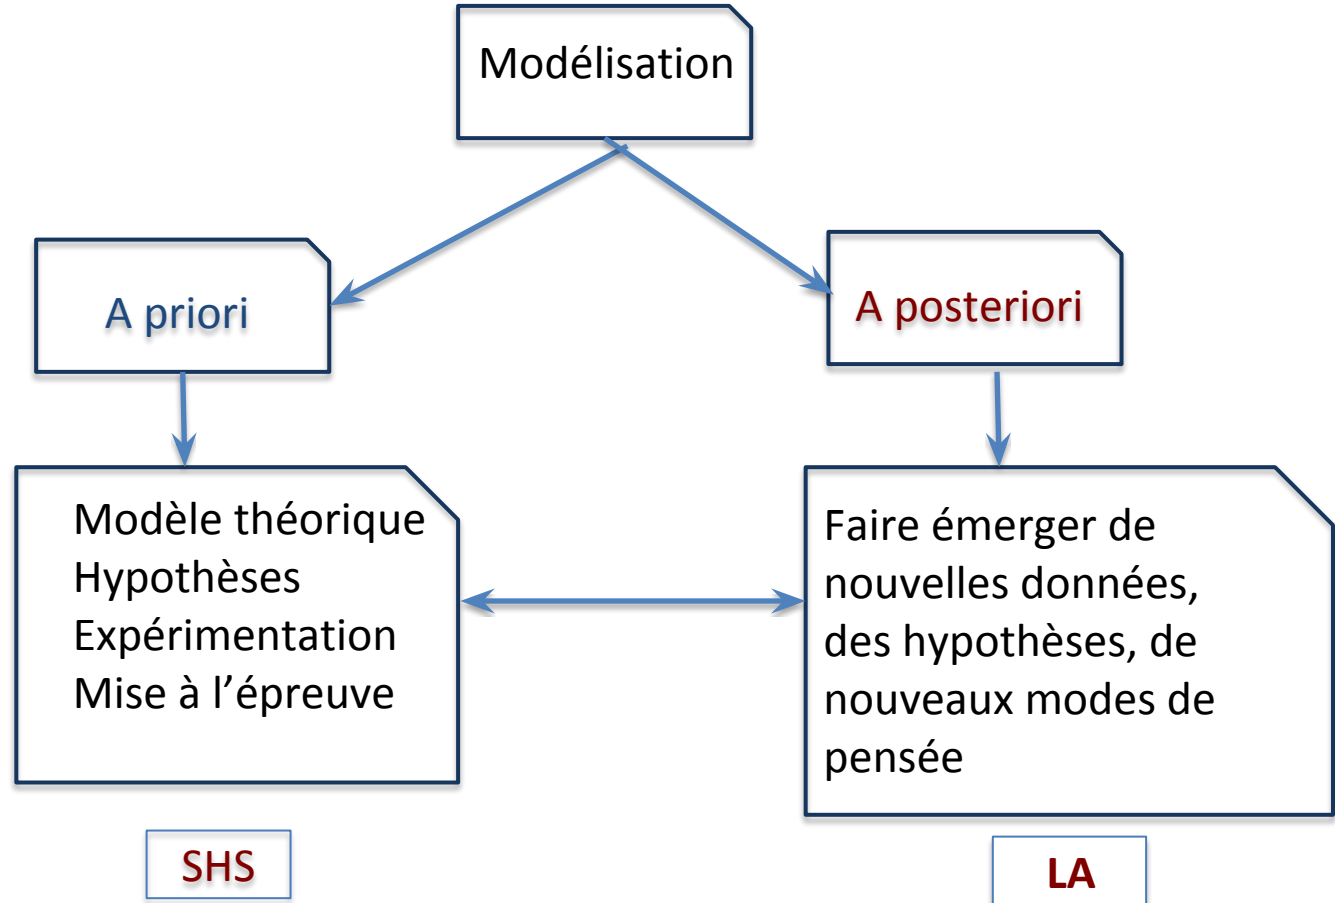 Modélisation
A priori
A posteriori
Modèle théorique
Hypothèses
Expérimentation
Mise à l’épreuve
Faire émerger de
nouvelles données,
des hypothèses, de
nouveaux modes de
pensée
SHS
LA